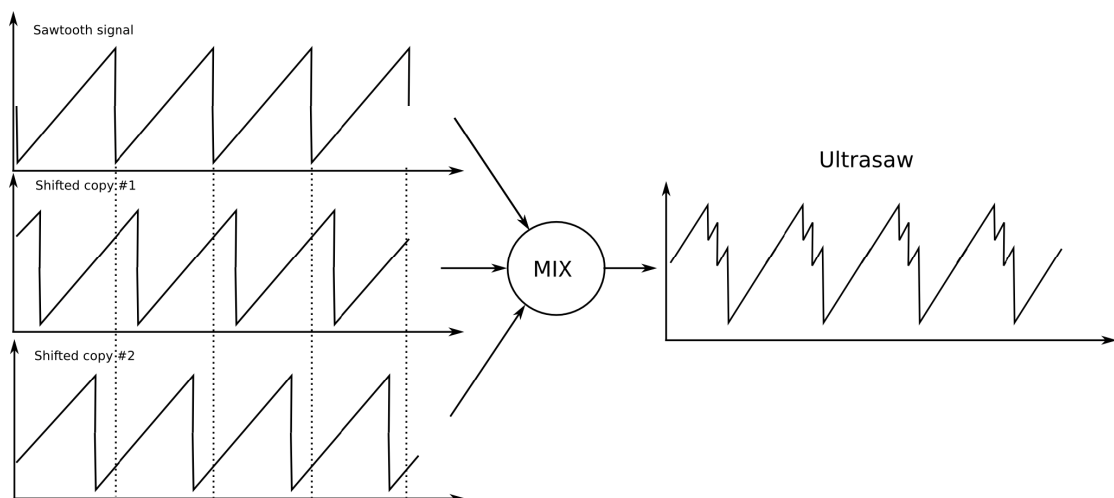 Sawtooth signal
Shifted copy #1
Shifted copy #2
MIX
Ultrasaw